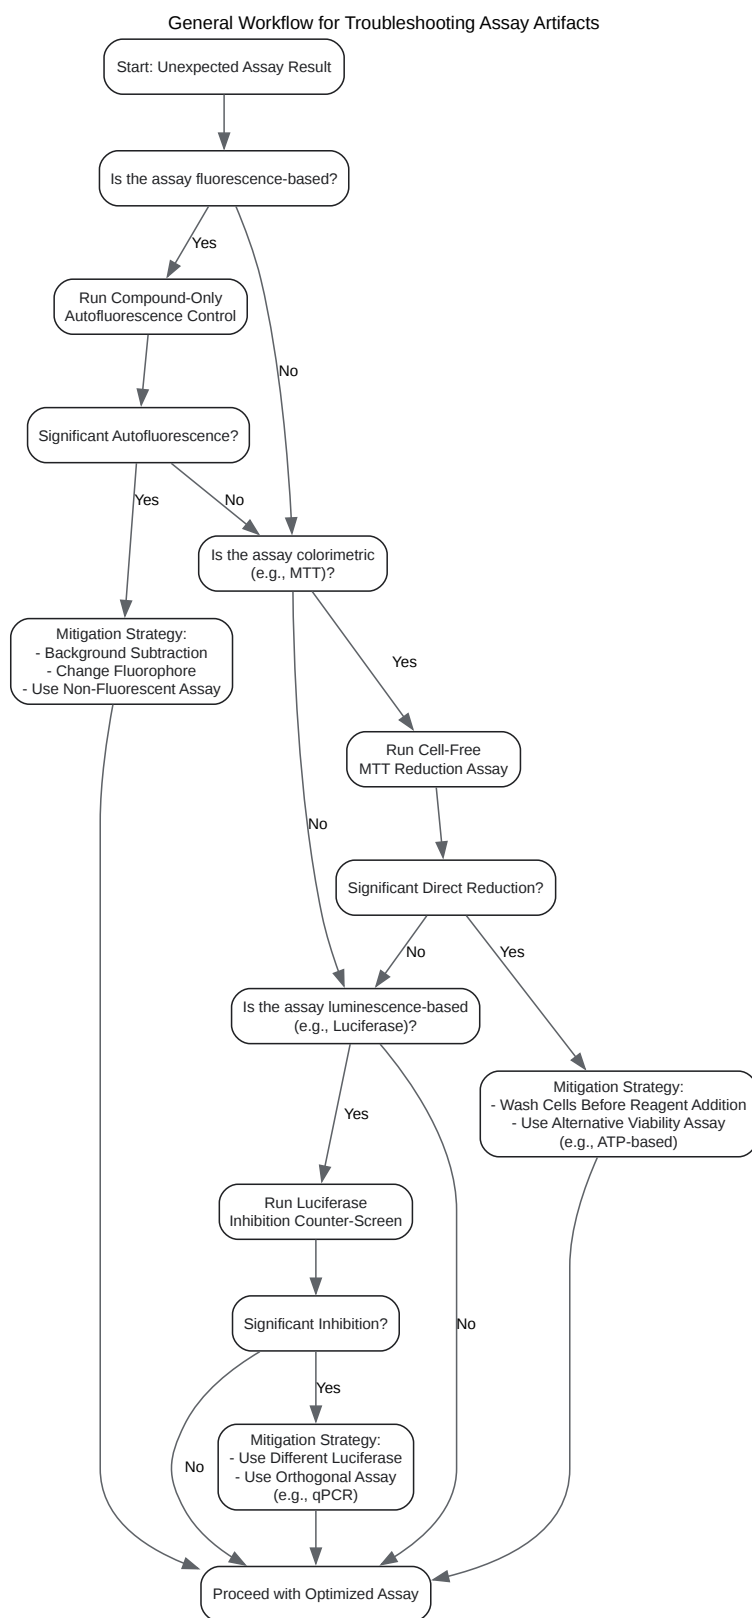 General Workflow for Troubleshooting Assay Artifacts
Start: Unexpected Assay Result
Is the assay fluorescence-based?
Yes
Run Compound-Only
Autofluorescence Control
No
Significant Autofluorescence?
Yes
No
Is the assay colorimetric
(e.g., MTT)?
Mitigation Strategy:
- Background Subtraction
- Change Fluorophore
- Use Non-Fluorescent Assay
Yes
Run Cell-Free
MTT Reduction Assay
No
Significant Direct Reduction?
No
Yes
Is the assay luminescence-based
(e.g., Luciferase)?
Mitigation Strategy:
- Wash Cells Before Reagent Addition
- Use Alternative Viability Assay
(e.g., ATP-based)
Yes
Run Luciferase
Inhibition Counter-Screen
Significant Inhibition?
No
Yes
Mitigation Strategy:
- Use Different Luciferase
- Use Orthogonal Assay
(e.g., qPCR)
No
Proceed with Optimized Assay